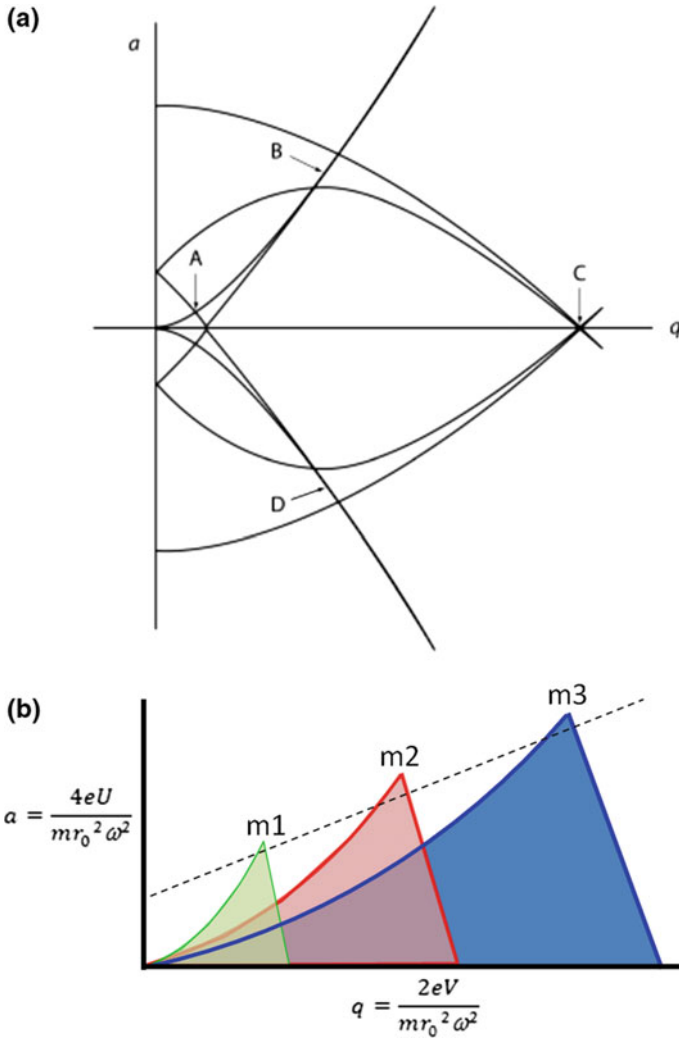 (a)
a
B
A
C
q
D
(b)
m3
m2
m1
a = 4eU / mr₀²ω²
q = 2eV / mr₀²ω²